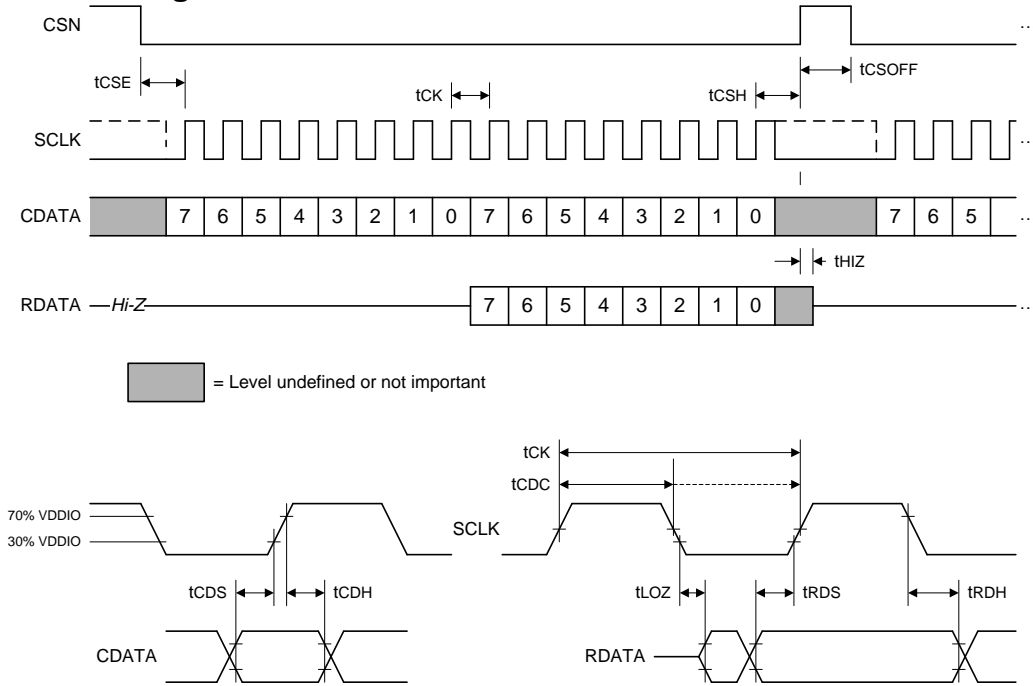 CSN
tCSE
tCK
tCSH
tCSOFF
SCLK
CDATA 7 6 5 4 3 2 1 0 7 6 5 4 3 2 1 0 7 6 5
tHIZ
RDATA Hi-Z 7 6 5 4 3 2 1 0
= Level undefined or not important
tCK
tCDC
70% VDDIO
30% VDDIO
SCLK
tCDS tCDH tLOZ tRDS tRDH
CDATA RDATA